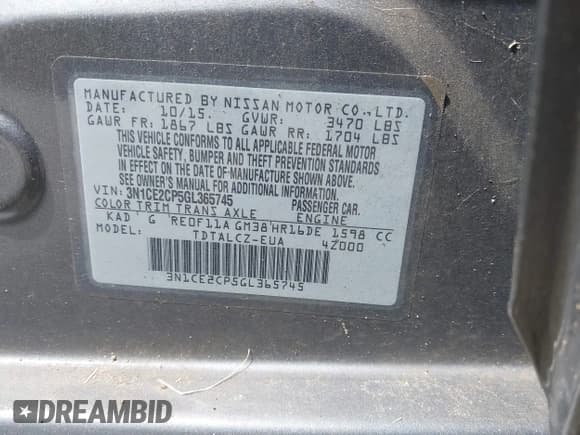 MANUFACTURED BY NISSAN MOTOR CO., LTD.
DATE: 10/15. GVWR: 3470 LBS
GAWR FR: 1867 LBS GAWR RR: 1704 LBS
THIS VEHICLE CONFORMS TO ALL APPLICABLE FEDERAL MOTOR
VEHICLE SAFETY, BUMPER AND THEFT PREVENTION STANDARDS
IN EFFECT ON THE DATE OF MANUFACTURE SHOWN ABOVE.
SEE OWNER'S MANUAL FOR ADDITIONAL INFORMATION.
VIN: 3N1CE2CP5GL365745 PASSENGER CAR.
COLOR TRIM TRANS AXLE ENGINE
KAD G RE0F11A GM38 HR16DE 1598 CC
MODEL: TDTALCZ-EUA 4Z000
3N1CE2CP5GL365745
DREAMBID